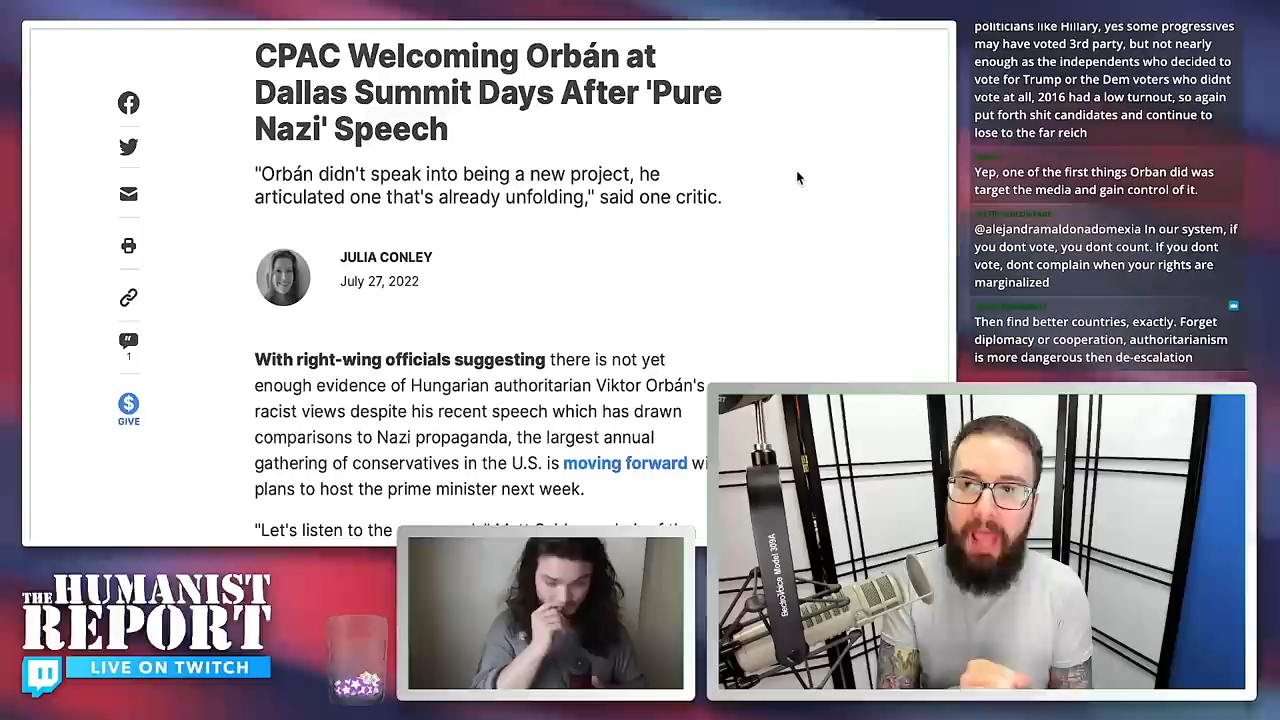 CPAC Welcoming Orbán at
Dallas Summit Days After 'Pure
Nazi' Speech
"Orbán didn't speak into being a new project, he
articulated one that's already unfolding," said one critic.
JULIA CONLEY
July 27, 2022
With right-wing officials suggesting there is not yet
enough evidence of Hungarian authoritarian Viktor Orbán's
racist views despite his recent speech which has drawn
comparisons to Nazi propaganda, the largest annual
gathering of conservatives in the U.S. is moving forward wi
plans to host the prime minister next week.
"Let's listen to the
1
GIVE
politicians like Hillary, yes some progressives
may have voted 3rd party, but not nearly
enough as the independents who decided to
vote for Trump or the Dem voters who didnt
vote at all, 2016 had a low turnout, so again
put forth shit candidates and continue to
lose to the far reich
Yep, one of the first things Orban did was
target the media and gain control of it.
@alejandramaldonadomexia In our system, if
you dont vote, you dont count. If you dont
vote, dont complain when your rights are
marginalized
Then find better countries, exactly. Forget
diplomacy or cooperation, authoritarianism
is more dangerous then de-escalation
ElectroVoice Model 309A
THE HUMANIST
REPORT
LIVE ON TWITCH